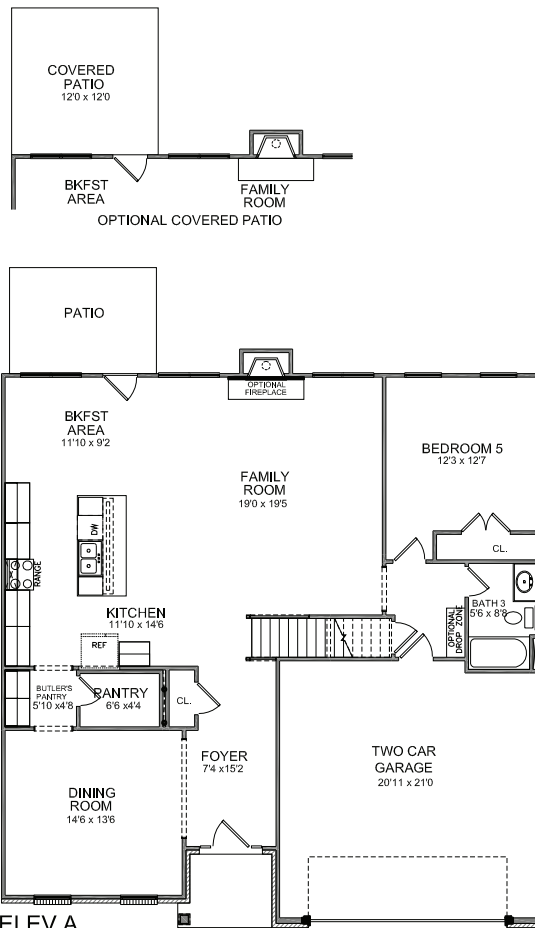 COVERED
PATIO
12'0 x 12'0
BKFST
AREA
FAMILY
ROOM
OPTIONAL COVERED PATIO
PATIO
OPTIONAL
FIREPLACE
BKFST
AREA
11'10 x 9'2
BEDROOM 5
12'3 x 12'7
FAMILY
ROOM
19'0 x 19'5
DW
CL.
RANGE
BATH 3
5'6 x 8'8
KITCHEN
11'10 x 14'6
OPTIONAL
DROP ZONE
REF
BUTLER'S
PANTRY
5'10 x4'8
PANTRY
6'6 x4'4
CL.
FOYER
7'4 x15'2
TWO CAR
GARAGE
20'11 x 21'0
DINING
ROOM
14'6 x 13'6
ELEV A